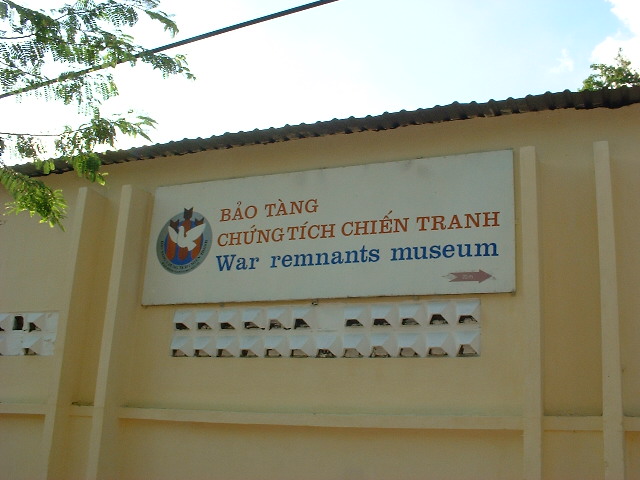 BẢO TÀNG
CHỨNG TÍCH CHIẾN TRANH
War remnants museum